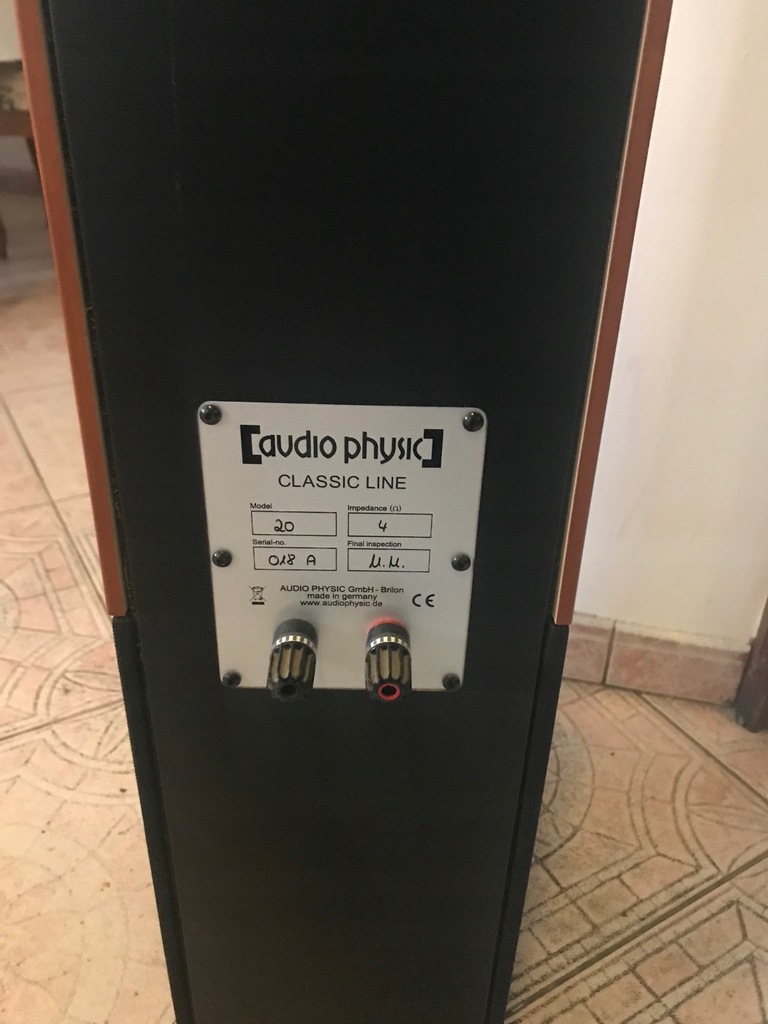 [audio physic]
CLASSIC LINE
Model Impedance (Ω)
20 4
Serial-no. Final inspection
018 A µ.µ.
AUDIO PHYSIC GmbH - Brilon
made in germany
www.audiophysic.de
CE